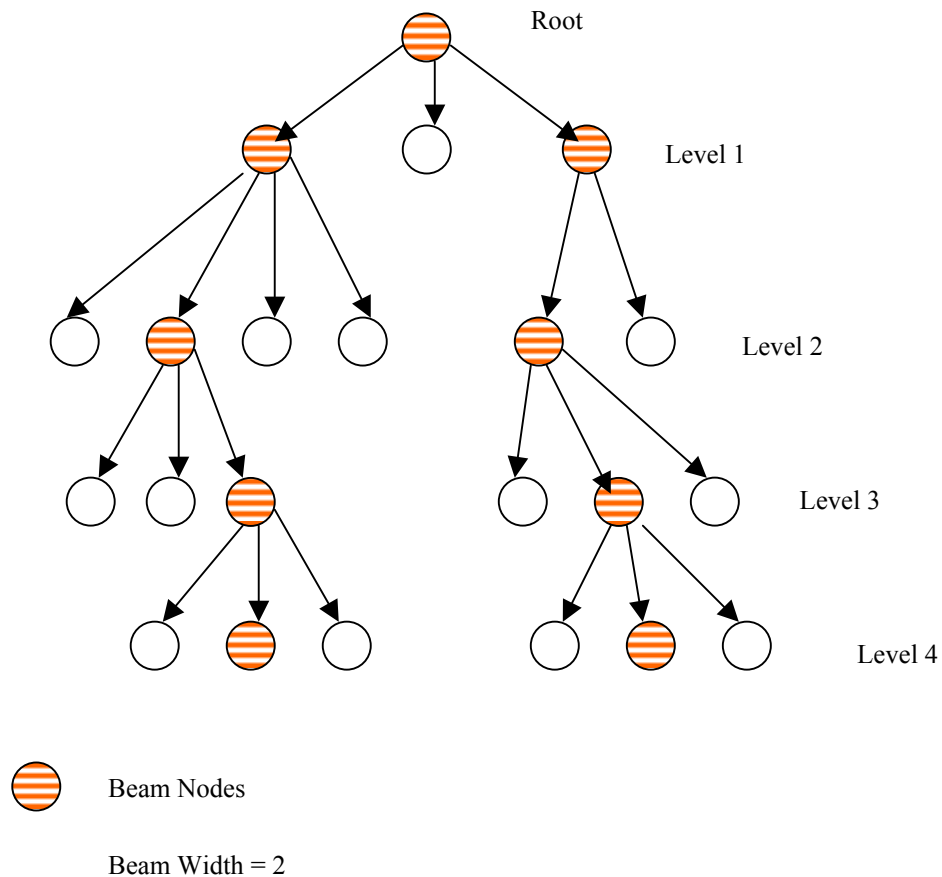 Root
Level 1
Level 2
Level 3
Level 4
Beam Nodes
Beam Width = 2